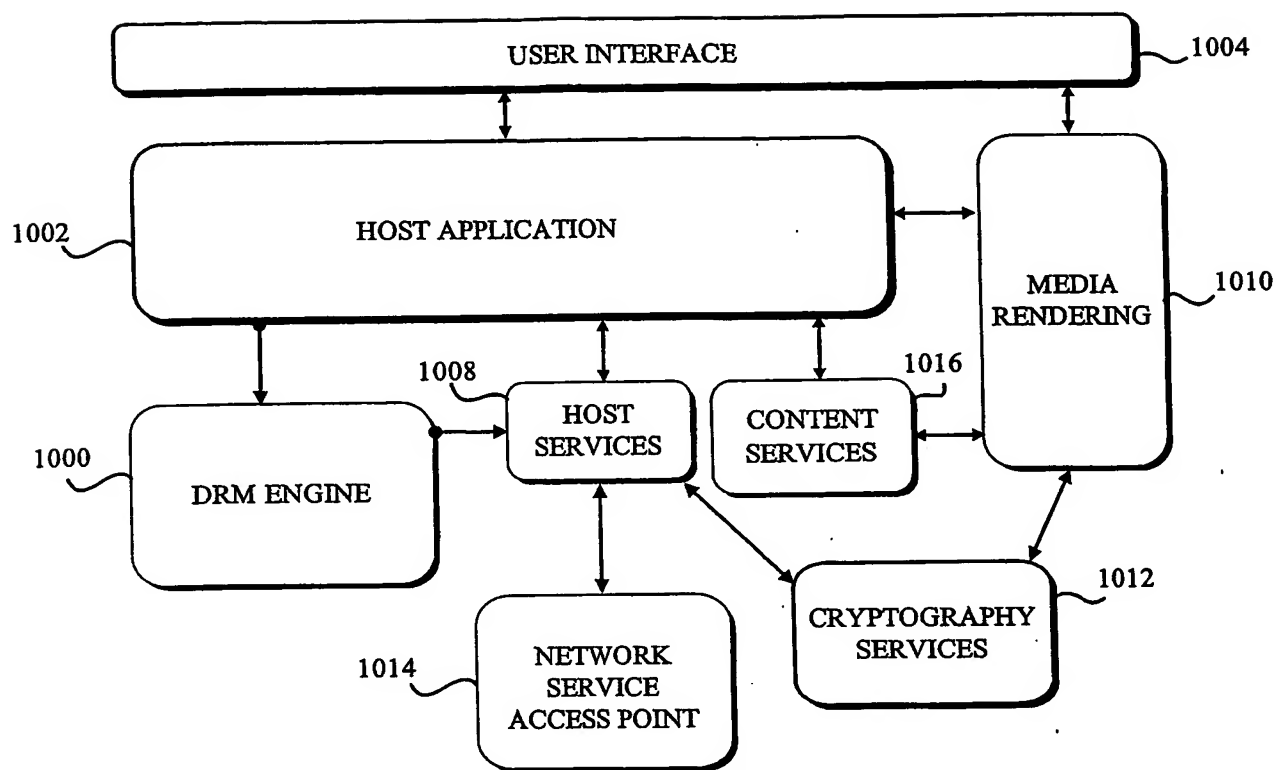 USER INTERFACE
1004
1002
HOST APPLICATION
MEDIA
RENDERING
1010
1008
HOST
SERVICES
1016
CONTENT
SERVICES
1000
DRM ENGINE
1014
NETWORK
SERVICE
ACCESS POINT
CRYPTOGRAPHY
SERVICES
1012